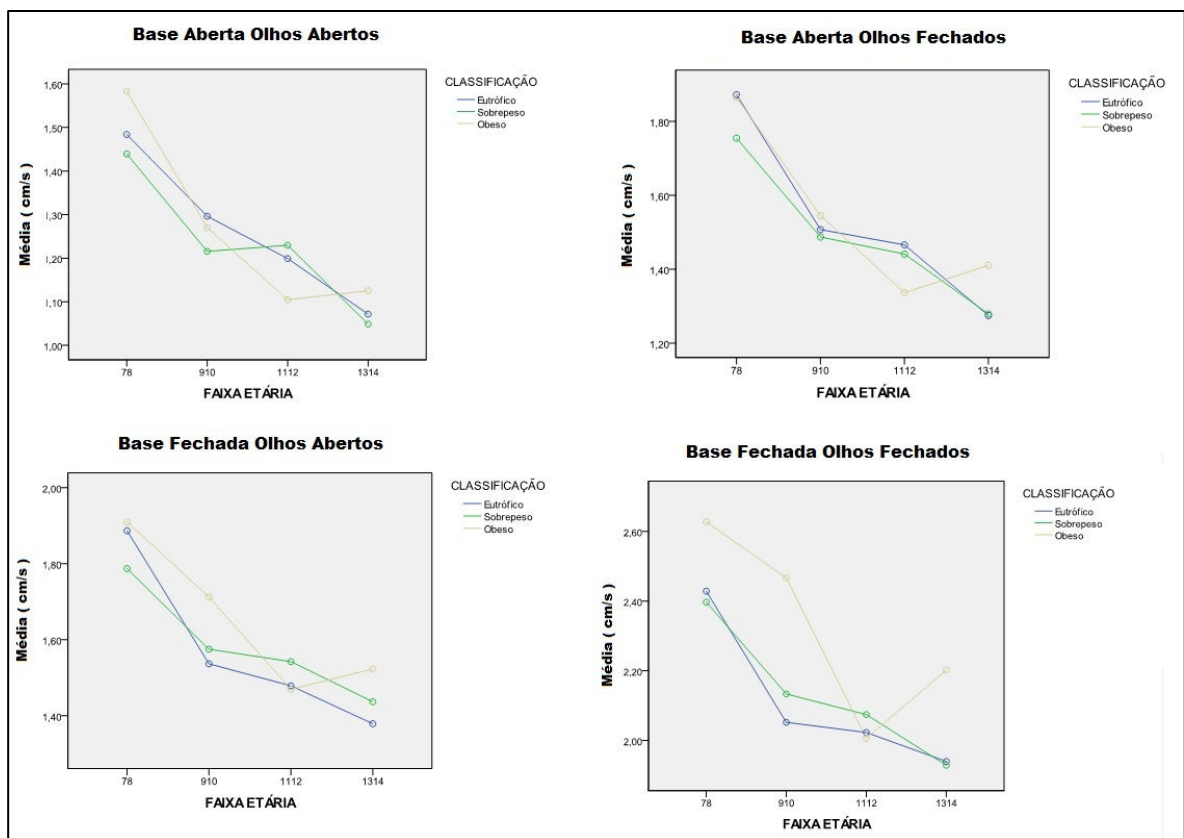 Base Aberta Olhos Abertos
CLASSIFICAÇÃO
Eutrófico
Sobrepeso
Obeso
Média ( cm/s )
1,60
1,50
1,40
1,30
1,20
1,10
1,00
78
910
1112
1314
FAIXA ETÁRIA
Base Aberta Olhos Fechados
CLASSIFICAÇÃO
Eutrófico
Sobrepeso
Obeso
Média ( cm/s )
1,80
1,60
1,40
1,20
78
910
1112
1314
FAIXA ETÁRIA
Base Fechada Olhos Abertos
CLASSIFICAÇÃO
Eutrófico
Sobrepeso
Obeso
Média ( cm/s )
2,00
1,80
1,60
1,40
78
910
1112
1314
FAIXA ETÁRIA
Base Fechada Olhos Fechados
CLASSIFICAÇÃO
Eutrófico
Sobrepeso
Obeso
Média ( cm/s )
2,60
2,40
2,20
2,00
78
910
1112
1314
FAIXA ETÁRIA